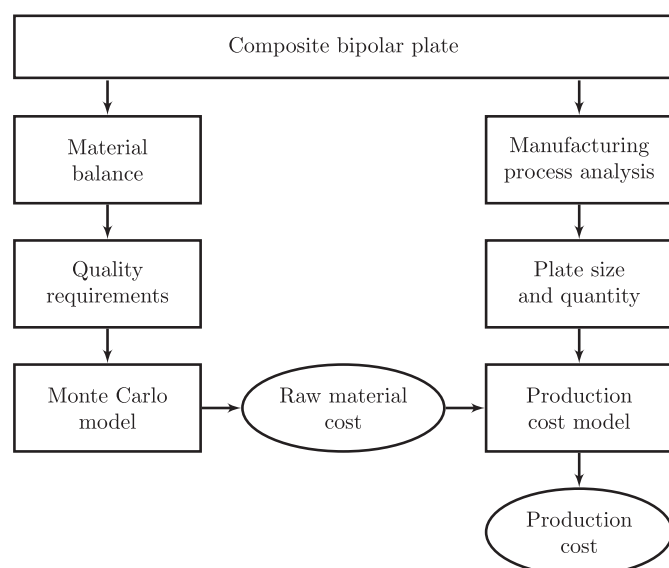 Composite bipolar plate
Material
balance
Manufacturing
process analysis
Quality
requirements
Plate size
and quantity
Monte Carlo
model
Raw material
cost
Production
cost model
Production
cost